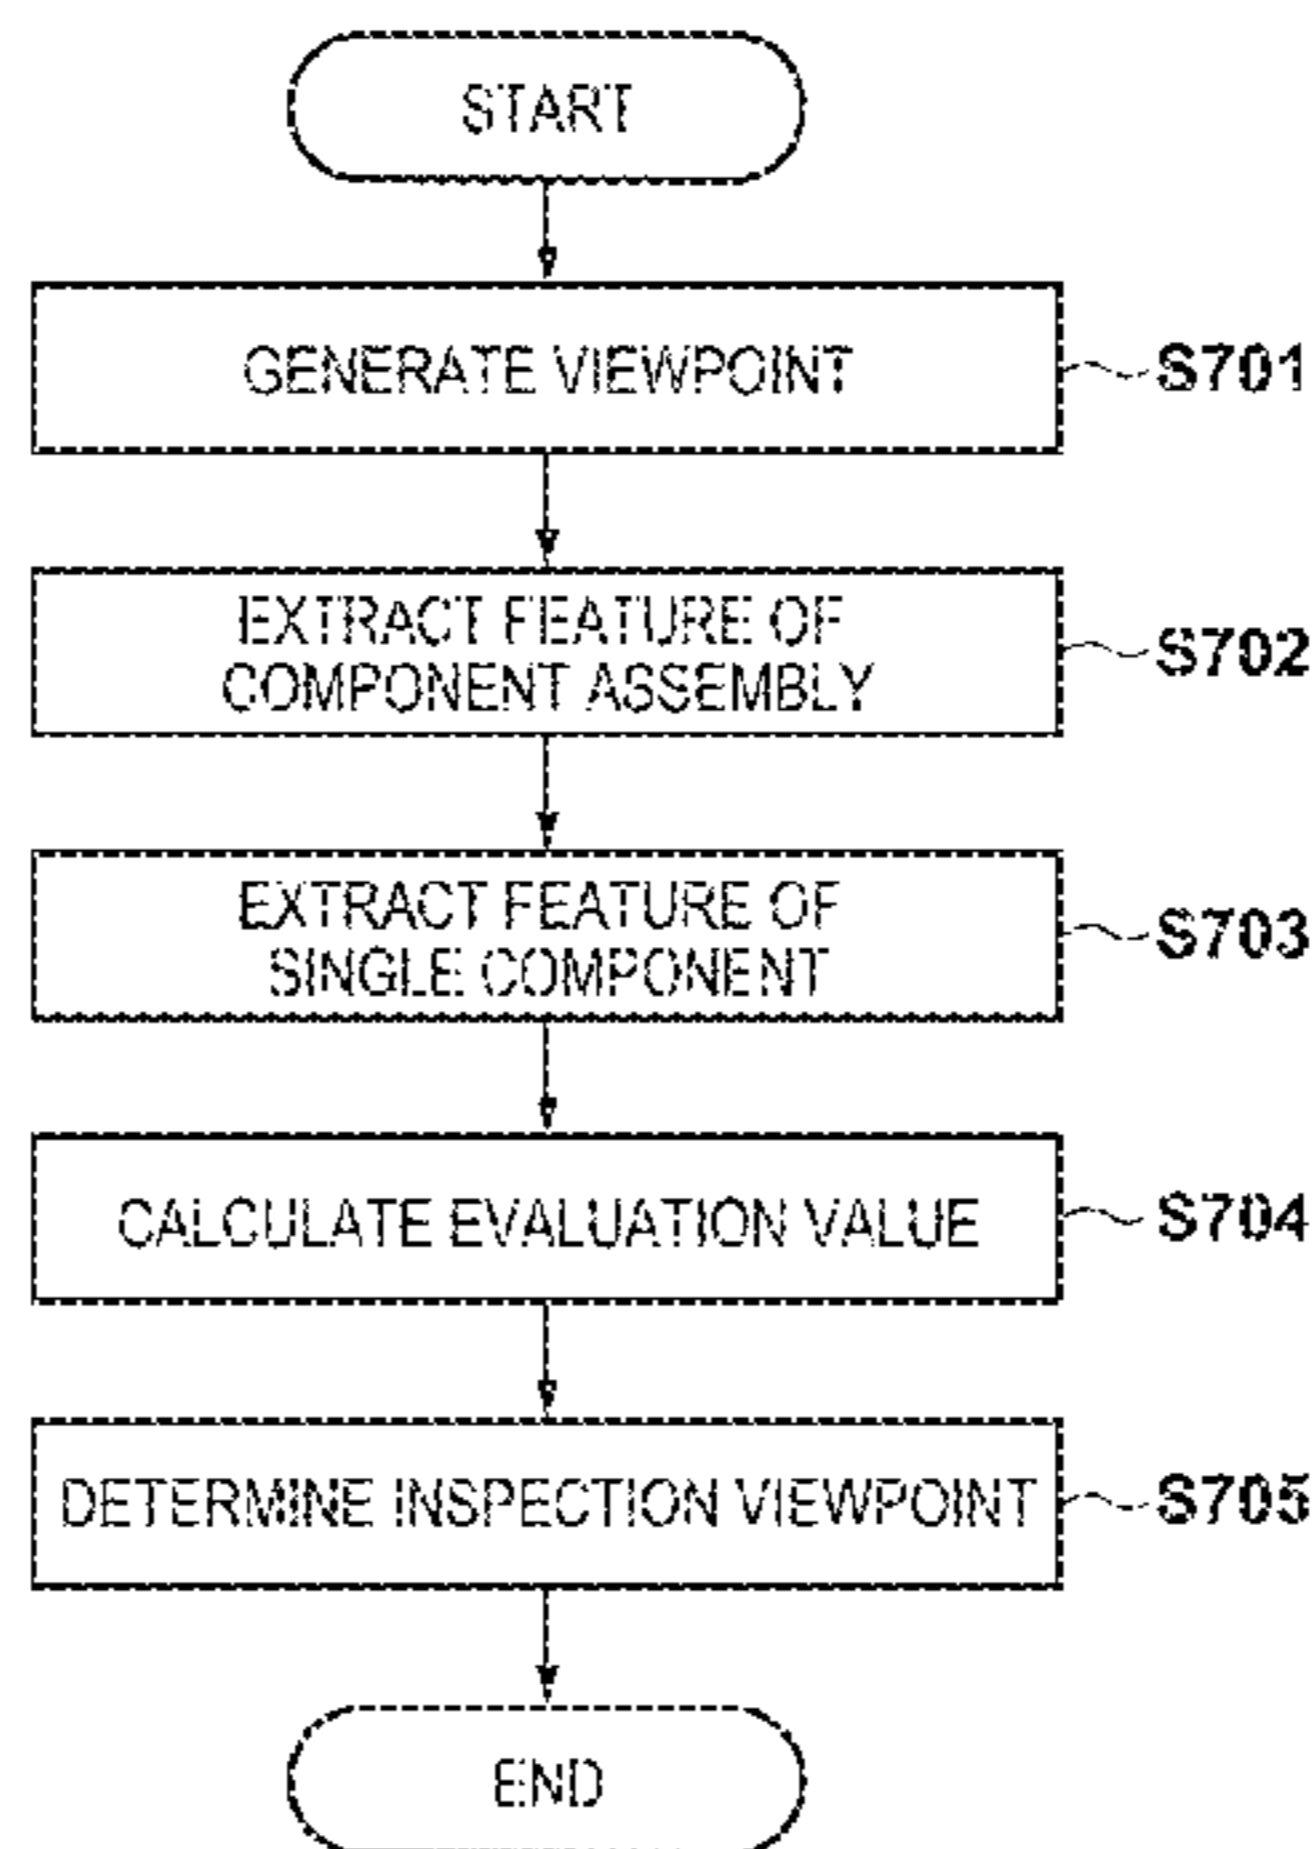 START
GENERATE VIEWPOINT
S701
EXTRACT FEATURE OF
COMPONENT ASSEMBLY
S702
EXTRACT FEATURE OF
SINGLE COMPONENT
S703
CALCULATE EVALUATION VALUE
S704
DETERMINE INSPECTION VIEWPOINT
S705
END